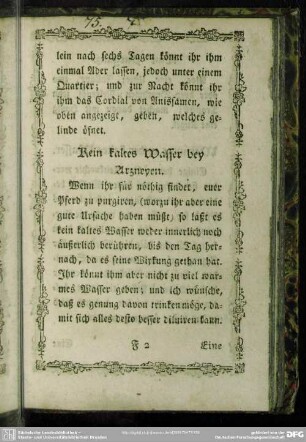 75.
lein nach sechs Tagen könnt ihr ihm
einmal Ader lassen, jedoch unter einem
Quartier; und zur Nacht könnt ihr
ihm das Cordial von Anissamen, wie
oben angezeigt, geben, welches ge-
linde öfnet.
Kein kaltes Wasser bey
Arzneyen.
Wenn ihr für nöthig findet, euer
Pferd zu purgiren, (worzu ihr aber eine
gute Ursache haben müßt, so laßt es
kein kaltes Wasser weder innerlich noch
äußerlich berühren, bis den Tag her-
nach, da es seine Wirkung gethan hat.
Ihr könnt ihm aber nicht zu viel war-
mes Wasser geben; und ich wünsche,
daß es genung davon trinken möge, da-
mit sich alles desto besser diluiren kann.
F 2 Eine